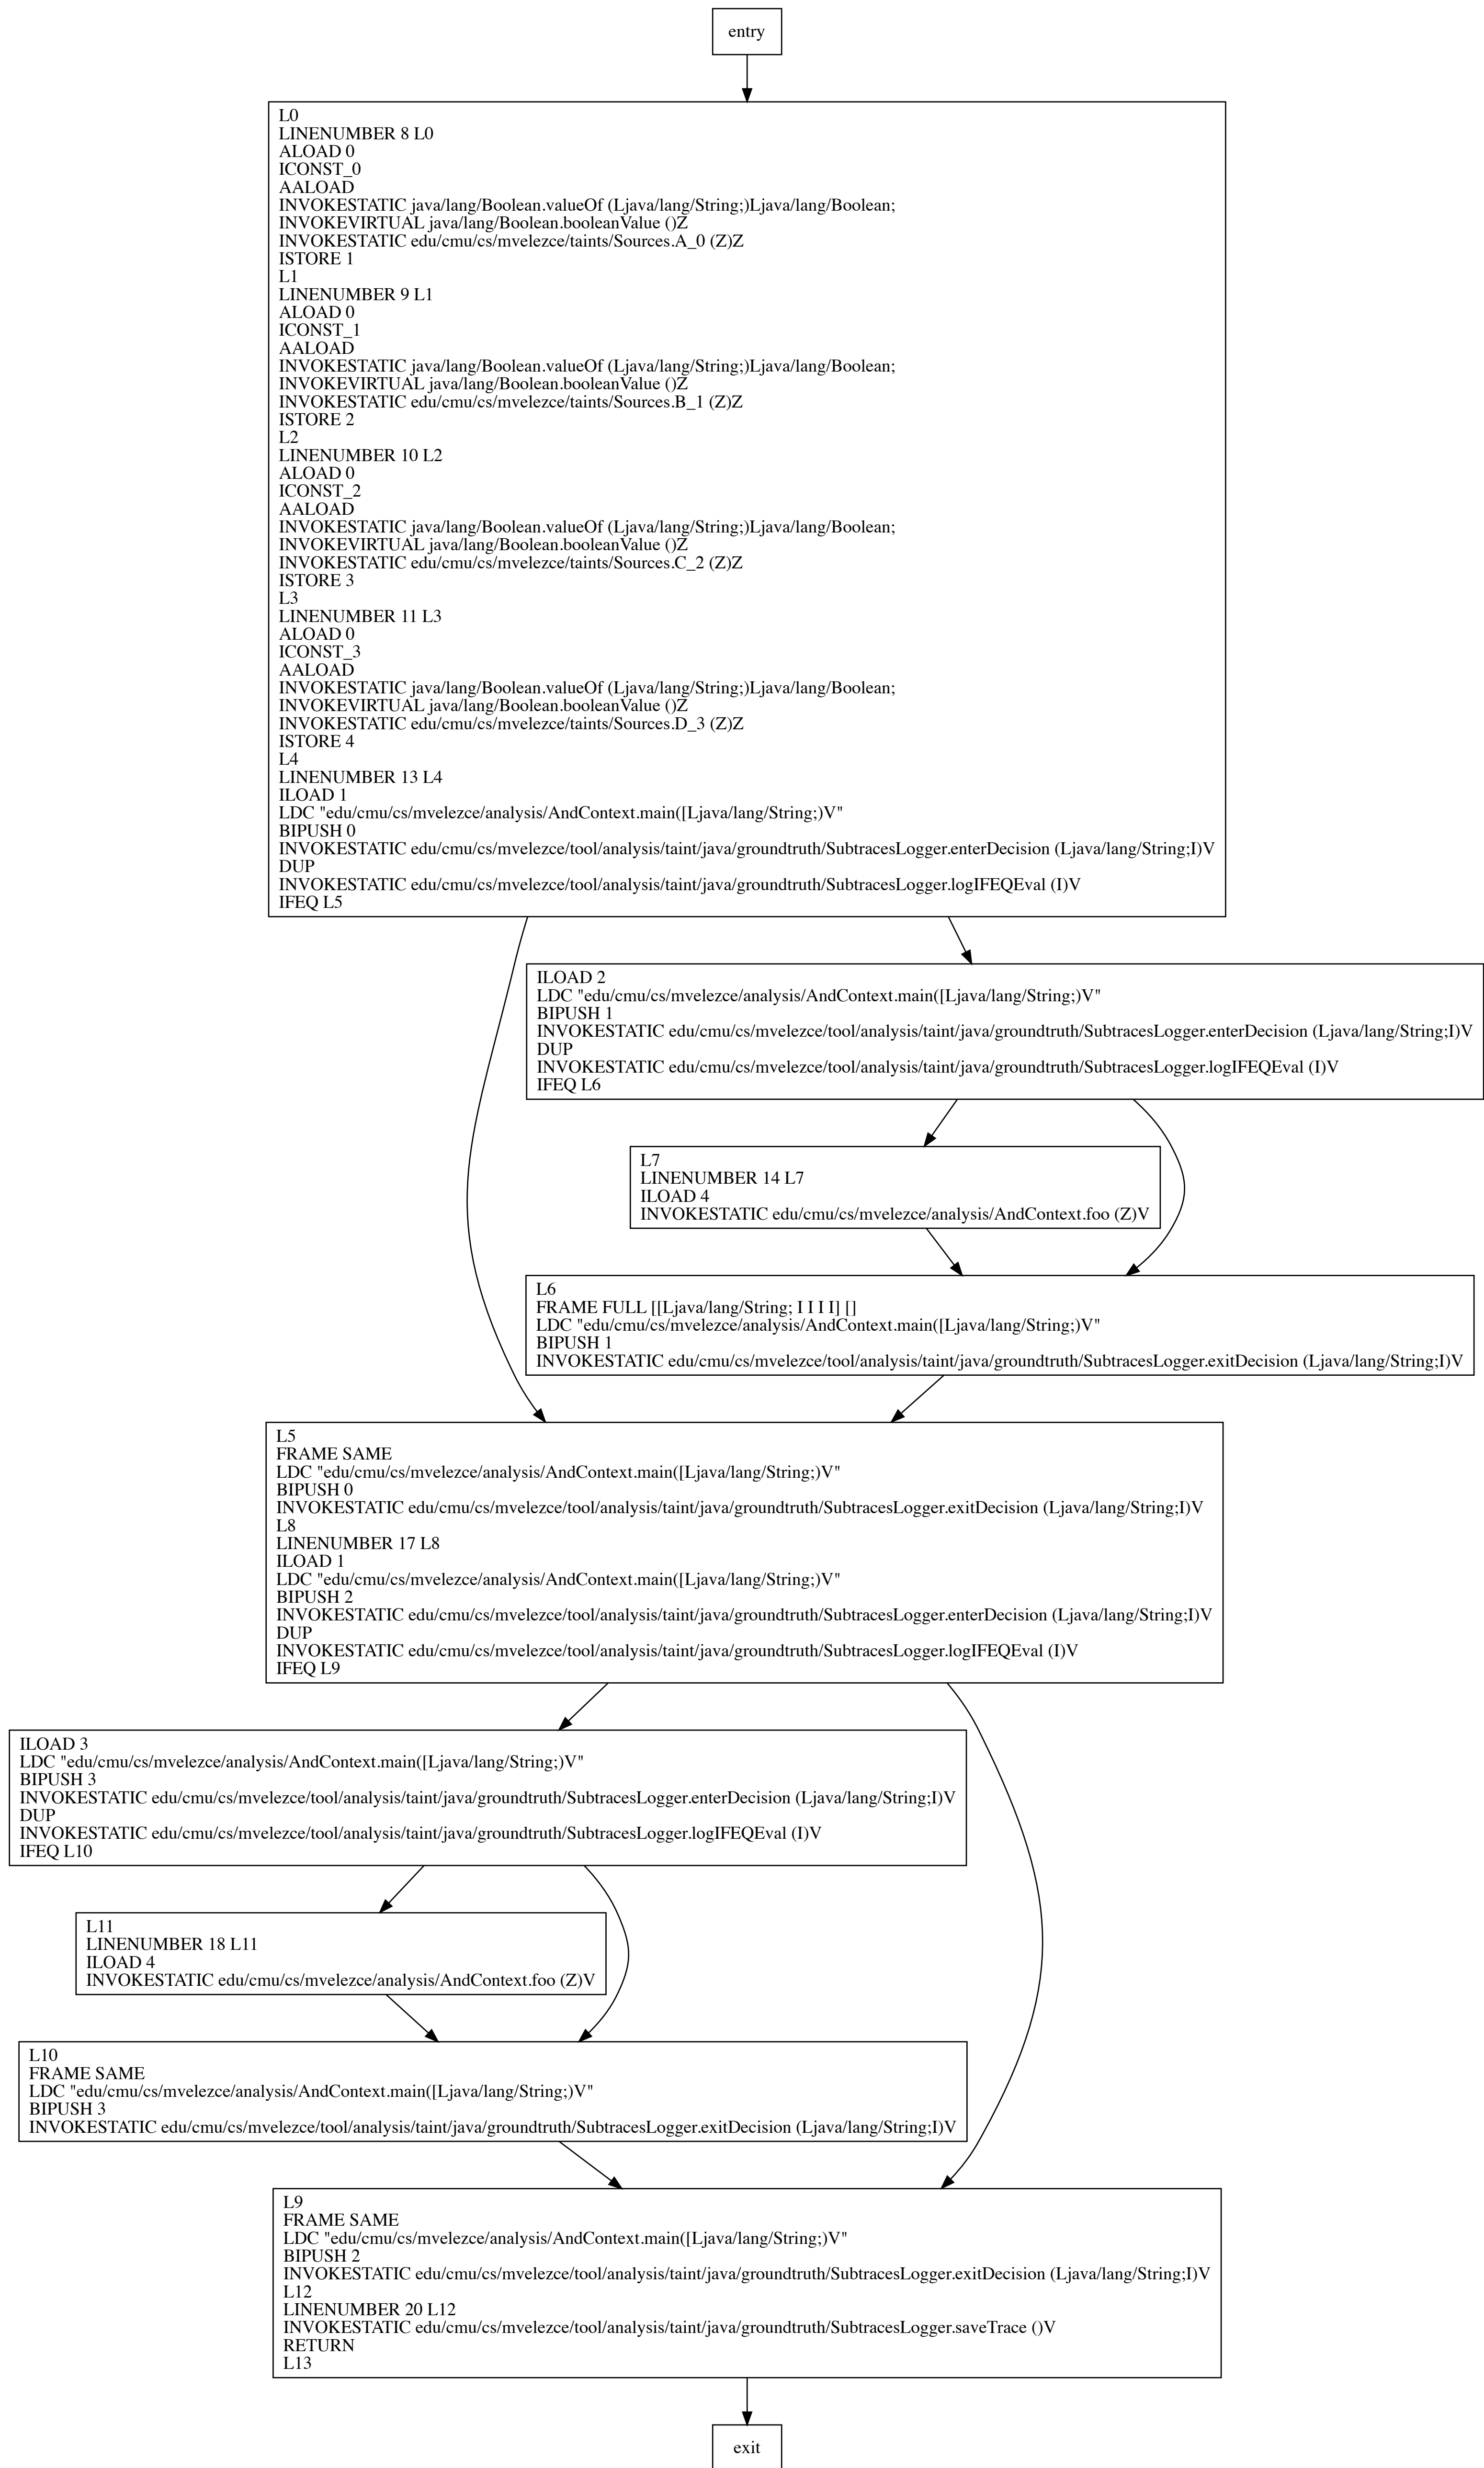 entry
L0
LINENUMBER 8 L0
ALOAD 0
ICONST_0
AALOAD
INVOKESTATIC java/lang/Boolean.valueOf (Ljava/lang/String;)Ljava/lang/Boolean;
INVOKEVIRTUAL java/lang/Boolean.booleanValue ()Z
INVOKESTATIC edu/cmu/cs/mvelezce/taints/Sources.A_0 (Z)Z
ISTORE 1
L1
LINENUMBER 9 L1
ALOAD 0
ICONST_1
AALOAD
INVOKESTATIC java/lang/Boolean.valueOf (Ljava/lang/String;)Ljava/lang/Boolean;
INVOKEVIRTUAL java/lang/Boolean.booleanValue ()Z
INVOKESTATIC edu/cmu/cs/mvelezce/taints/Sources.B_1 (Z)Z
ISTORE 2
L2
LINENUMBER 10 L2
ALOAD 0
ICONST_2
AALOAD
INVOKESTATIC java/lang/Boolean.valueOf (Ljava/lang/String;)Ljava/lang/Boolean;
INVOKEVIRTUAL java/lang/Boolean.booleanValue ()Z
INVOKESTATIC edu/cmu/cs/mvelezce/taints/Sources.C_2 (Z)Z
ISTORE 3
L3
LINENUMBER 11 L3
ALOAD 0
ICONST_3
AALOAD
INVOKESTATIC java/lang/Boolean.valueOf (Ljava/lang/String;)Ljava/lang/Boolean;
INVOKEVIRTUAL java/lang/Boolean.booleanValue ()Z
INVOKESTATIC edu/cmu/cs/mvelezce/taints/Sources.D_3 (Z)Z
ISTORE 4
L4
LINENUMBER 13 L4
ILOAD 1
LDC "edu/cmu/cs/mvelezce/analysis/AndContext.main([Ljava/lang/String;)V"
BIPUSH 0
INVOKESTATIC edu/cmu/cs/mvelezce/tool/analysis/taint/java/groundtruth/SubtracesLogger.enterDecision (Ljava/lang/String;I)V
DUP
INVOKESTATIC edu/cmu/cs/mvelezce/tool/analysis/taint/java/groundtruth/SubtracesLogger.logIFEQEval (I)V
IFEQ L5
ILOAD 2
LDC "edu/cmu/cs/mvelezce/analysis/AndContext.main([Ljava/lang/String;)V"
BIPUSH 1
INVOKESTATIC edu/cmu/cs/mvelezce/tool/analysis/taint/java/groundtruth/SubtracesLogger.enterDecision (Ljava/lang/String;I)V
DUP
INVOKESTATIC edu/cmu/cs/mvelezce/tool/analysis/taint/java/groundtruth/SubtracesLogger.logIFEQEval (I)V
IFEQ L6
L7
LINENUMBER 14 L7
ILOAD 4
INVOKESTATIC edu/cmu/cs/mvelezce/analysis/AndContext.foo (Z)V
L6
FRAME FULL [[Ljava/lang/String; I I I I] []
LDC "edu/cmu/cs/mvelezce/analysis/AndContext.main([Ljava/lang/String;)V"
BIPUSH 1
INVOKESTATIC edu/cmu/cs/mvelezce/tool/analysis/taint/java/groundtruth/SubtracesLogger.exitDecision (Ljava/lang/String;I)V
L5
FRAME SAME
LDC "edu/cmu/cs/mvelezce/analysis/AndContext.main([Ljava/lang/String;)V"
BIPUSH 0
INVOKESTATIC edu/cmu/cs/mvelezce/tool/analysis/taint/java/groundtruth/SubtracesLogger.exitDecision (Ljava/lang/String;I)V
L8
LINENUMBER 17 L8
ILOAD 1
LDC "edu/cmu/cs/mvelezce/analysis/AndContext.main([Ljava/lang/String;)V"
BIPUSH 2
INVOKESTATIC edu/cmu/cs/mvelezce/tool/analysis/taint/java/groundtruth/SubtracesLogger.enterDecision (Ljava/lang/String;I)V
DUP
INVOKESTATIC edu/cmu/cs/mvelezce/tool/analysis/taint/java/groundtruth/SubtracesLogger.logIFEQEval (I)V
IFEQ L9
ILOAD 3
LDC "edu/cmu/cs/mvelezce/analysis/AndContext.main([Ljava/lang/String;)V"
BIPUSH 3
INVOKESTATIC edu/cmu/cs/mvelezce/tool/analysis/taint/java/groundtruth/SubtracesLogger.enterDecision (Ljava/lang/String;I)V
DUP
INVOKESTATIC edu/cmu/cs/mvelezce/tool/analysis/taint/java/groundtruth/SubtracesLogger.logIFEQEval (I)V
IFEQ L10
L11
LINENUMBER 18 L11
ILOAD 4
INVOKESTATIC edu/cmu/cs/mvelezce/analysis/AndContext.foo (Z)V
L10
FRAME SAME
LDC "edu/cmu/cs/mvelezce/analysis/AndContext.main([Ljava/lang/String;)V"
BIPUSH 3
INVOKESTATIC edu/cmu/cs/mvelezce/tool/analysis/taint/java/groundtruth/SubtracesLogger.exitDecision (Ljava/lang/String;I)V
L9
FRAME SAME
LDC "edu/cmu/cs/mvelezce/analysis/AndContext.main([Ljava/lang/String;)V"
BIPUSH 2
INVOKESTATIC edu/cmu/cs/mvelezce/tool/analysis/taint/java/groundtruth/SubtracesLogger.exitDecision (Ljava/lang/String;I)V
L12
LINENUMBER 20 L12
INVOKESTATIC edu/cmu/cs/mvelezce/tool/analysis/taint/java/groundtruth/SubtracesLogger.saveTrace ()V
RETURN
L13
exit